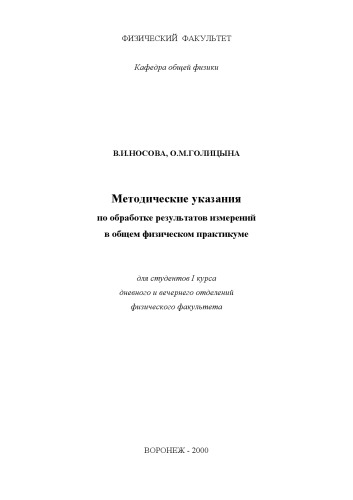 ФИЗИЧЕСКИЙ ФАКУЛЬТЕТ
Кафедра общей физики
В.И.НОСОВА, О.М.ГОЛИЦЫНА
Методические указания
по обработке результатов измерений
в общем физическом практикуме
для студентов I курса
дневного и вечернего отделений
физического факультета
ВОРОНЕЖ - 2000